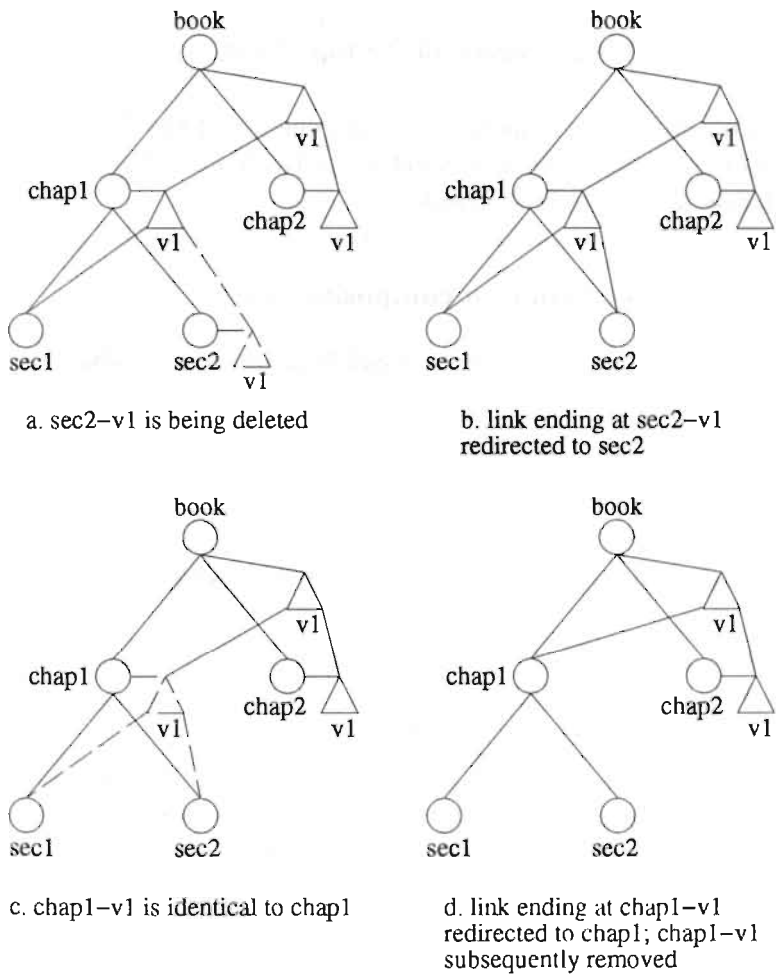 book
v1
chap1
v1
chap2
v1
sec1
sec2
v1
a. sec2–v1 is being deleted
book
v1
chap1
v1
chap2
v1
sec1
sec2
b. link ending at sec2–v1
redirected to sec2
book
v1
chap1
v1
chap2
v1
sec1
sec2
c. chap1–v1 is identical to chap1
book
v1
chap1
chap2
v1
sec1
sec2
d. link ending at chap1–v1
redirected to chap1; chap1–v1
subsequently removed